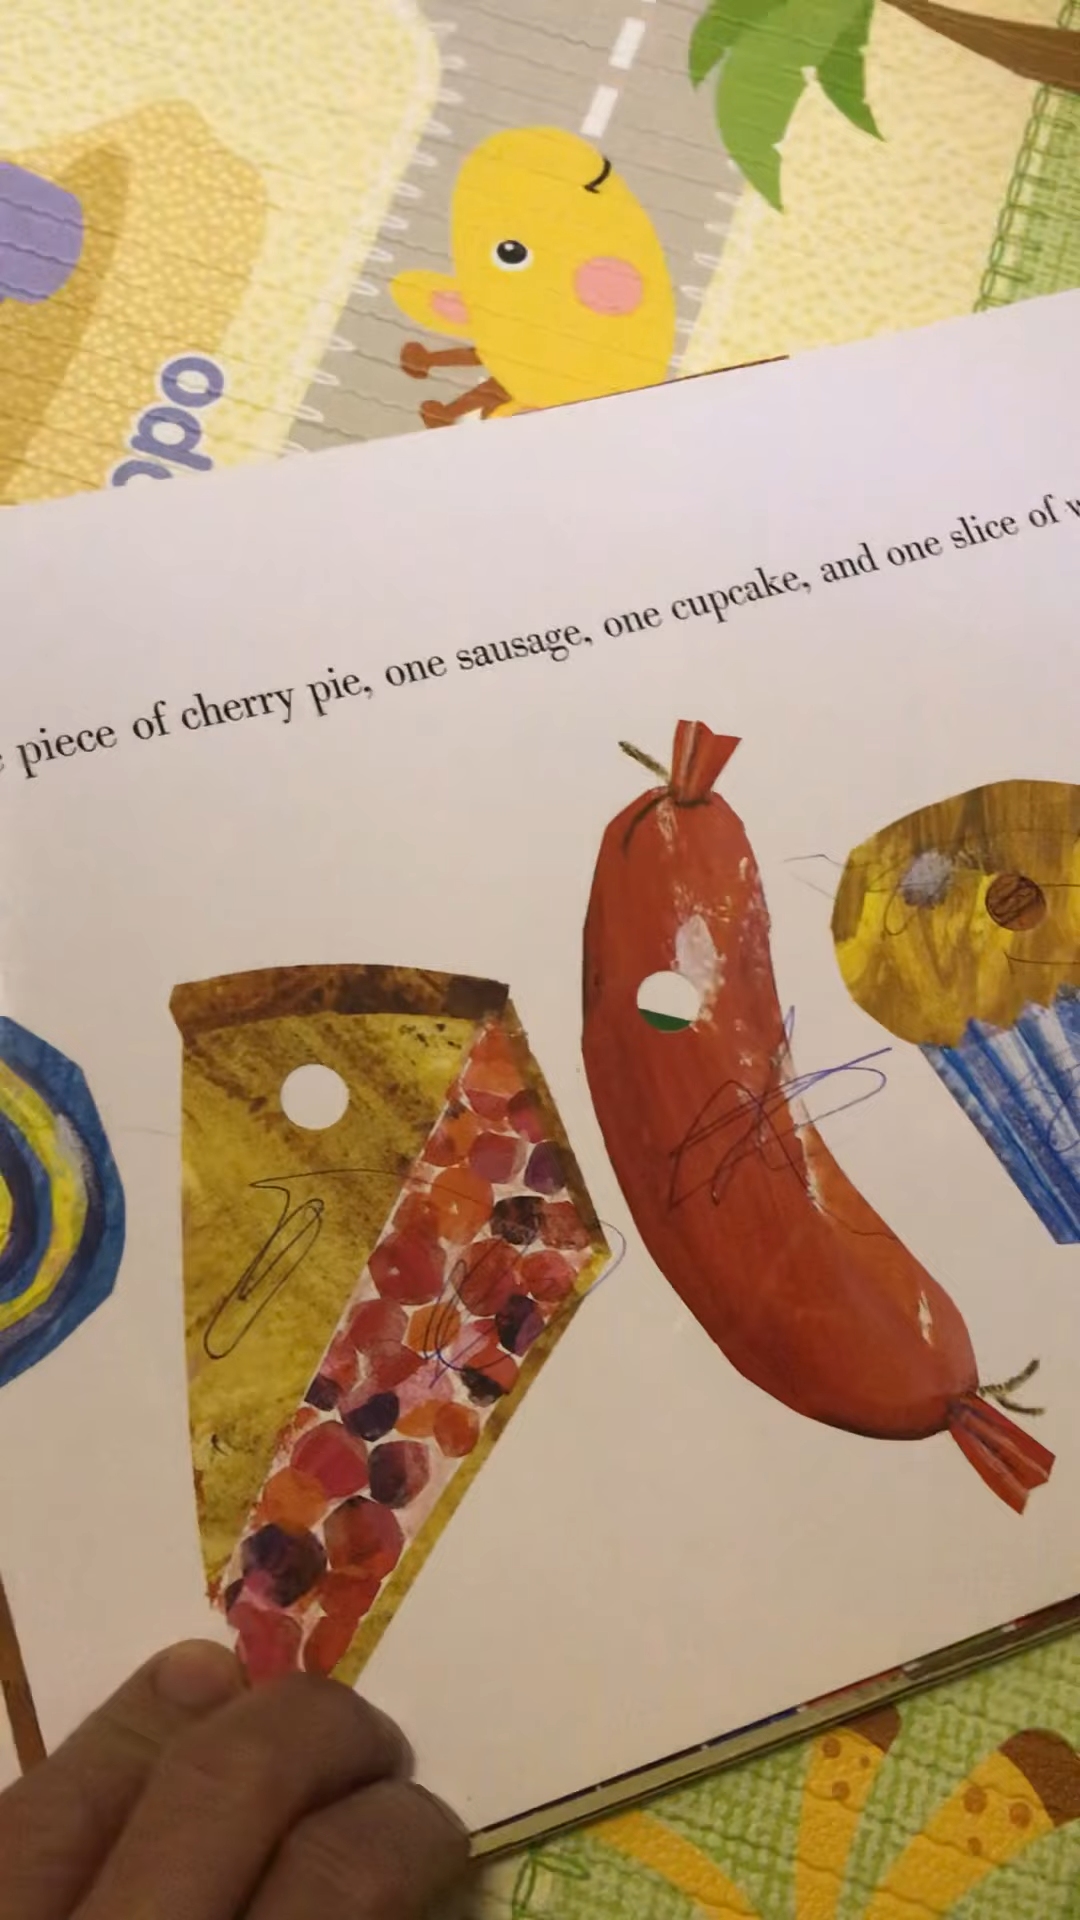 piece of cherry pie, one sausage, one cupcake, and one slice of